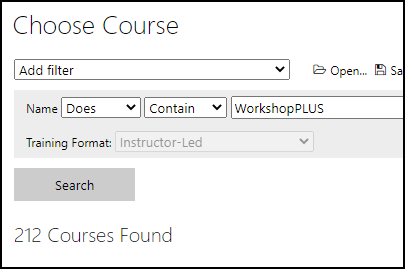 Choose Course
Add filter Open... Sa
Name Does Contain WorkshopPLUS
Training Format: Instructor-Led
Search
212 Courses Found